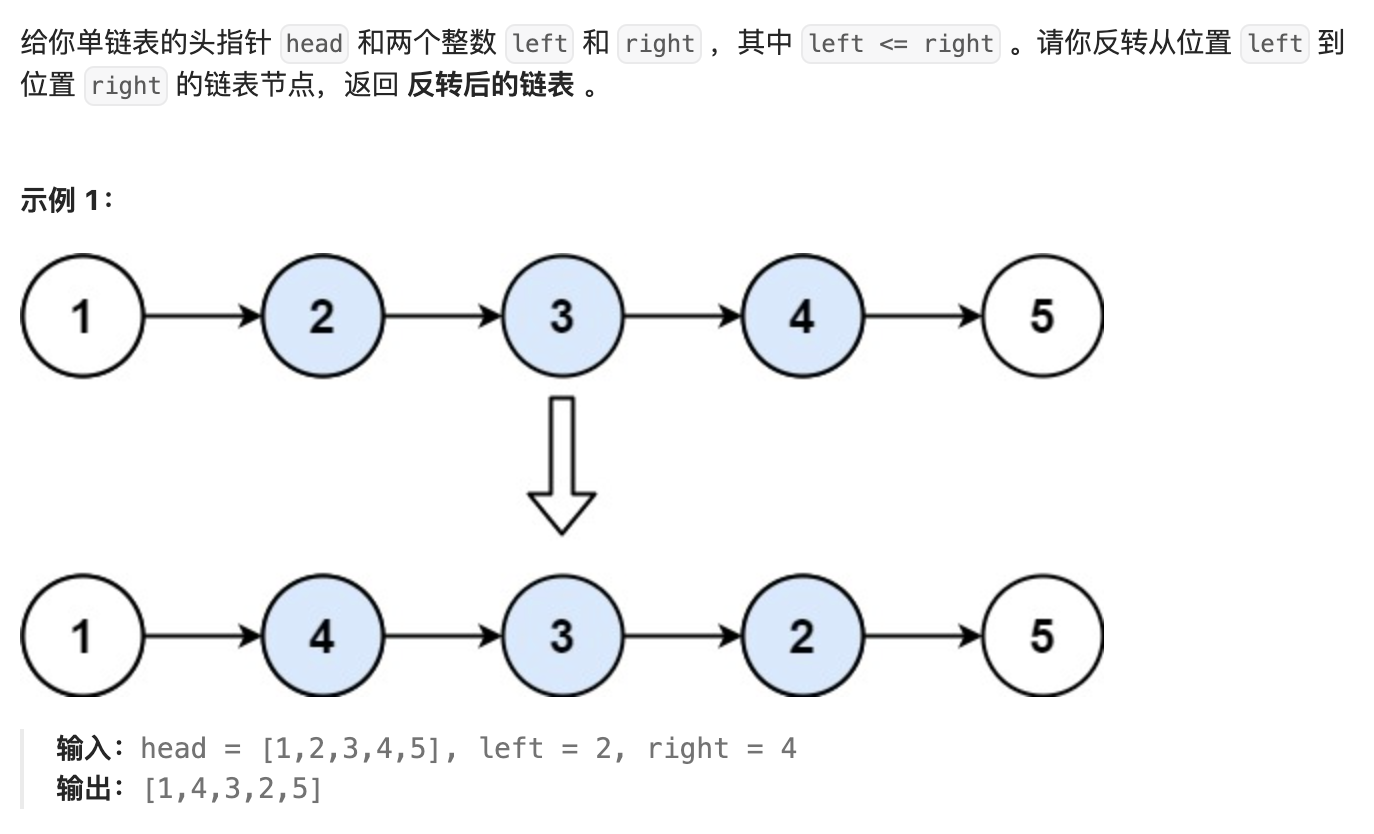 给你单链表的头指针 head 和两个整数 left 和 right ，其中 left <= right 。请你反转从位置 left 到
位置 right 的链表节点，返回 反转后的链表 。
示例 1：
1 2 3 4 5
1 4 3 2 5
输入：head = [1,2,3,4,5], left = 2, right = 4
输出：[1,4,3,2,5]